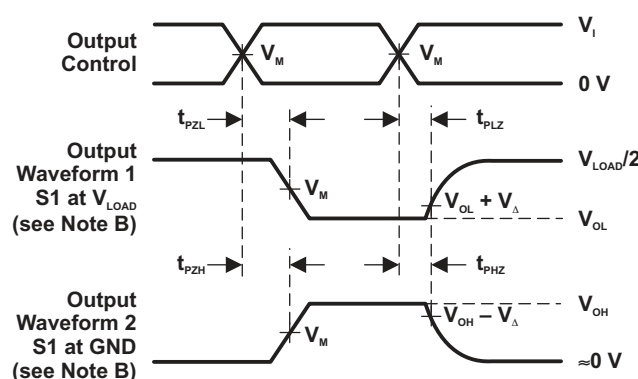 Output
Control
V_M
V_M
V_I
0 V
t_PZL
t_PLZ
Output
Waveform 1
S1 at V_LOAD
(see Note B)
V_M
V_LOAD/2
V_OL + V_Δ
V_OL
t_PZH
t_PHZ
Output
Waveform 2
S1 at GND
(see Note B)
V_M
V_OH
V_OH – V_Δ
≈0 V